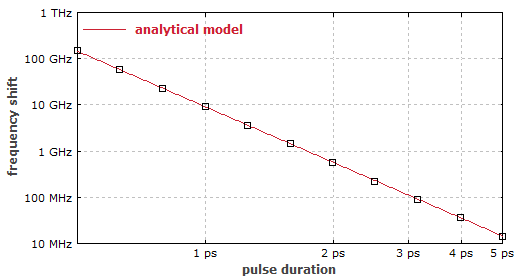 1 THz
analytical model
100 GHz
10 GHz
1 GHz
100 MHz
10 MHz
frequency shift
1 ps 2 ps 3 ps 4 ps 5 ps
pulse duration